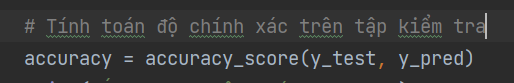 # Tính toán độ chính xác trên tập kiểm tra
accuracy = accuracy_score(y_test, y_pred)